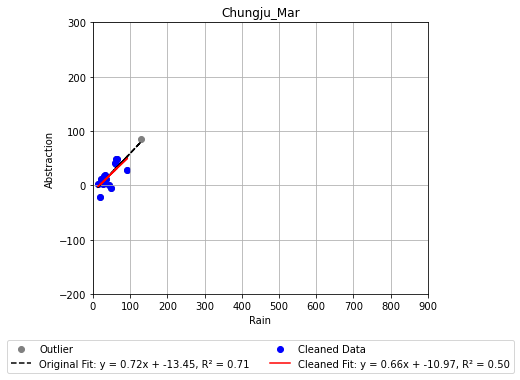 Chungju_Mar
300
200
100
0
−100
−200
Abstraction
0 100 200 300 400 500 600 700 800 900
Rain
Outlier
Original Fit: y = 0.72x + -13.45, R² = 0.71
Cleaned Data
Cleaned Fit: y = 0.66x + -10.97, R² = 0.50